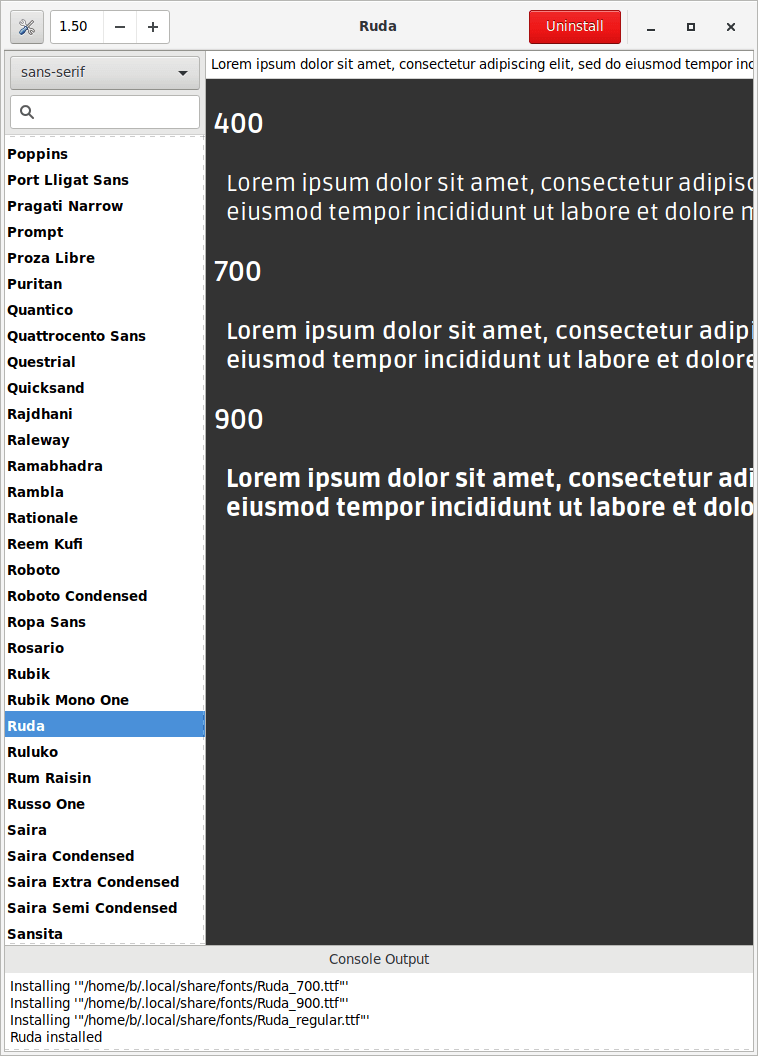 1.50
Ruda
Uninstall
sans-serif
Poppins
Port Lligat Sans
Pragati Narrow
Prompt
Proza Libre
Puritan
Quantico
Quattrocento Sans
Questrial
Quicksand
Rajdhani
Raleway
Ramabhadra
Rambla
Rationale
Reem Kufi
Roboto
Roboto Condensed
Ropa Sans
Rosario
Rubik
Rubik Mono One
Ruda
Ruluko
Rum Raisin
Russo One
Saira
Saira Condensed
Saira Extra Condensed
Saira Semi Condensed
Sansita
Lorem ipsum dolor sit amet, consectetur adipiscing elit, sed do eiusmod tempor inc
400
Lorem ipsum dolor sit amet, consectetur adipisc
eiusmod tempor incididunt ut labore et dolore m
700
Lorem ipsum dolor sit amet, consectetur adipi
eiusmod tempor incididunt ut labore et dolore
900
Lorem ipsum dolor sit amet, consectetur adi
eiusmod tempor incididunt ut labore et dolo
Console Output
Installing '"/home/b/.local/share/fonts/Ruda_700.ttf"'
Installing '"/home/b/.local/share/fonts/Ruda_900.ttf"'
Installing '"/home/b/.local/share/fonts/Ruda_regular.ttf"'
Ruda installed